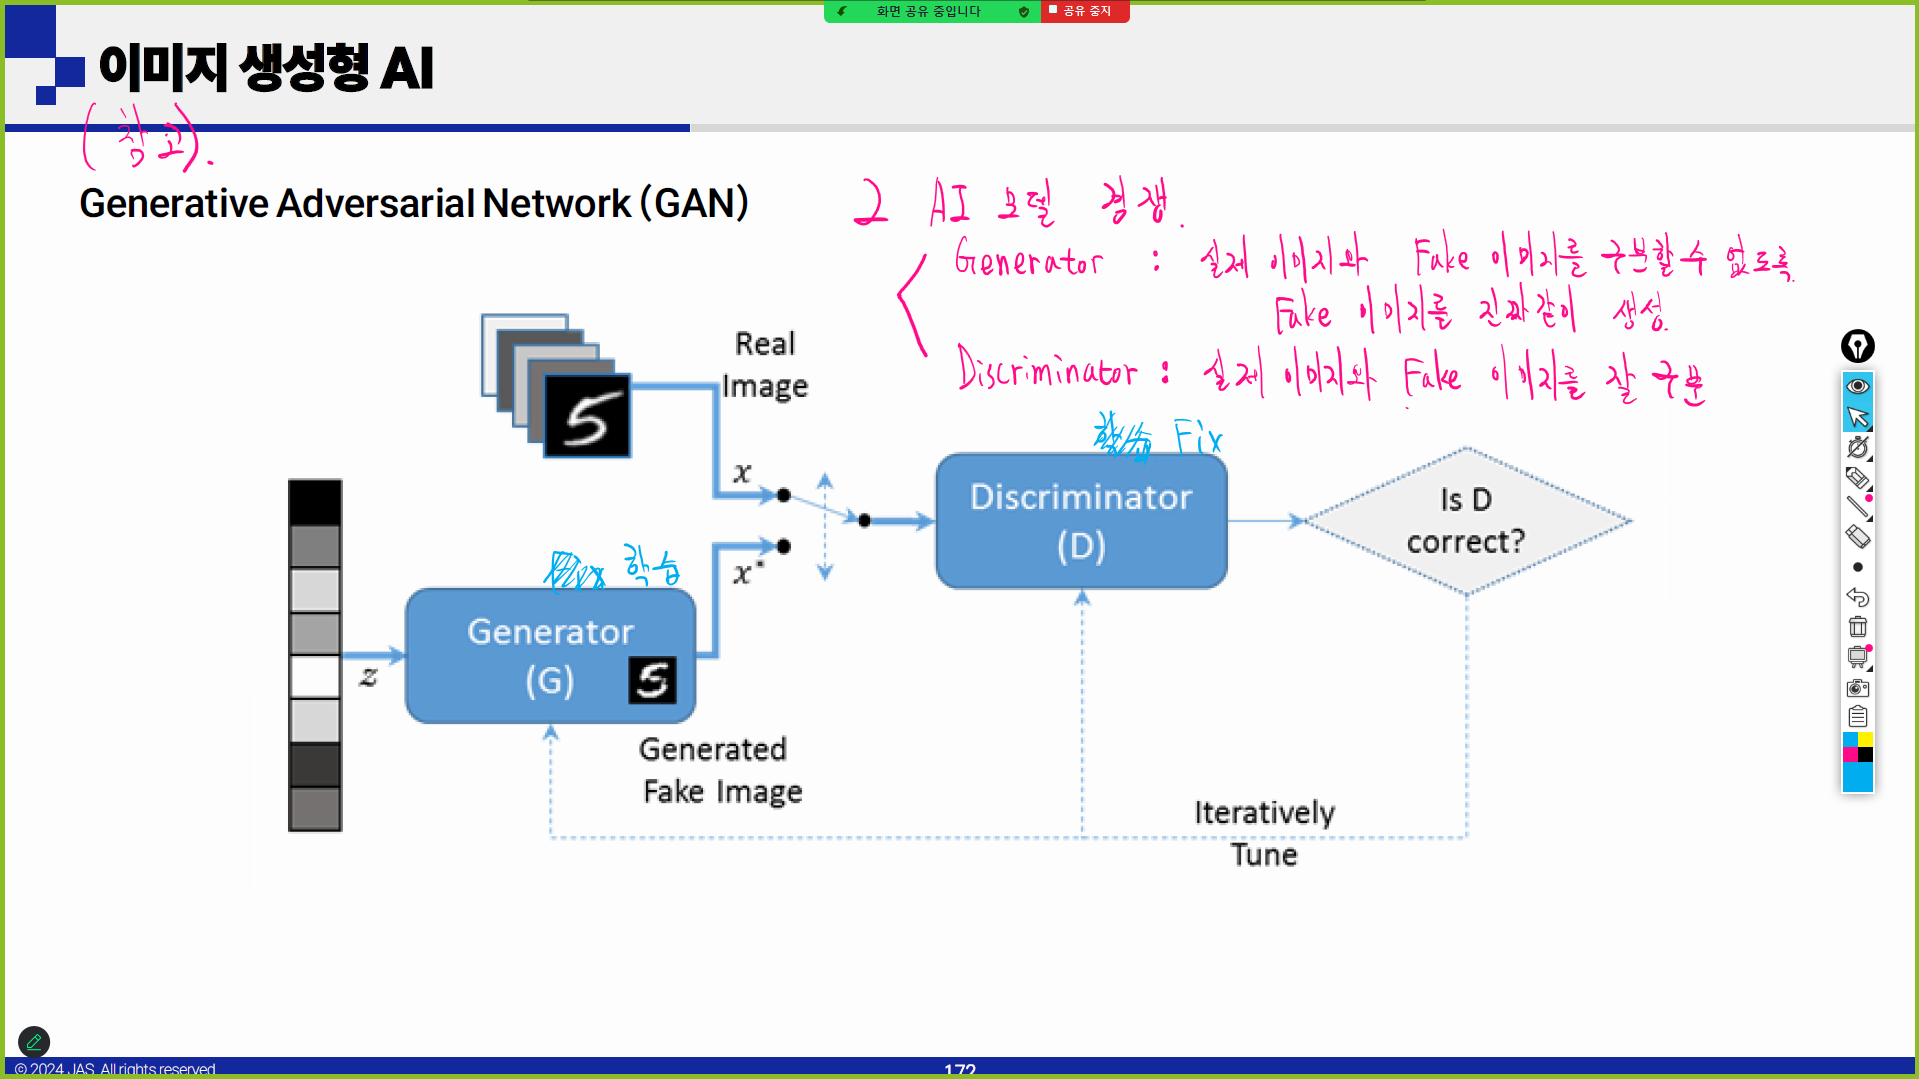 화면 공유 중입니다
공유 중지
이미지 생성형 AI
(참고).
Generative Adversarial Network (GAN)
2 AI 모델 경쟁.
Generator : 실제 이미지와 Fake 이미지를 구분할 수 없도록.
Fake 이미지를 진짜같이 생성.
Discriminator : 실제 이미지와 Fake 이미지를 잘 구분
Real
Image
5
x
Fix
Discriminator
(D)
Is D
correct?
x*
학습
Generator
(G)
5
z
Generated
Fake Image
Iteratively
Tune
© 2024 JAS. All rights reserved
172